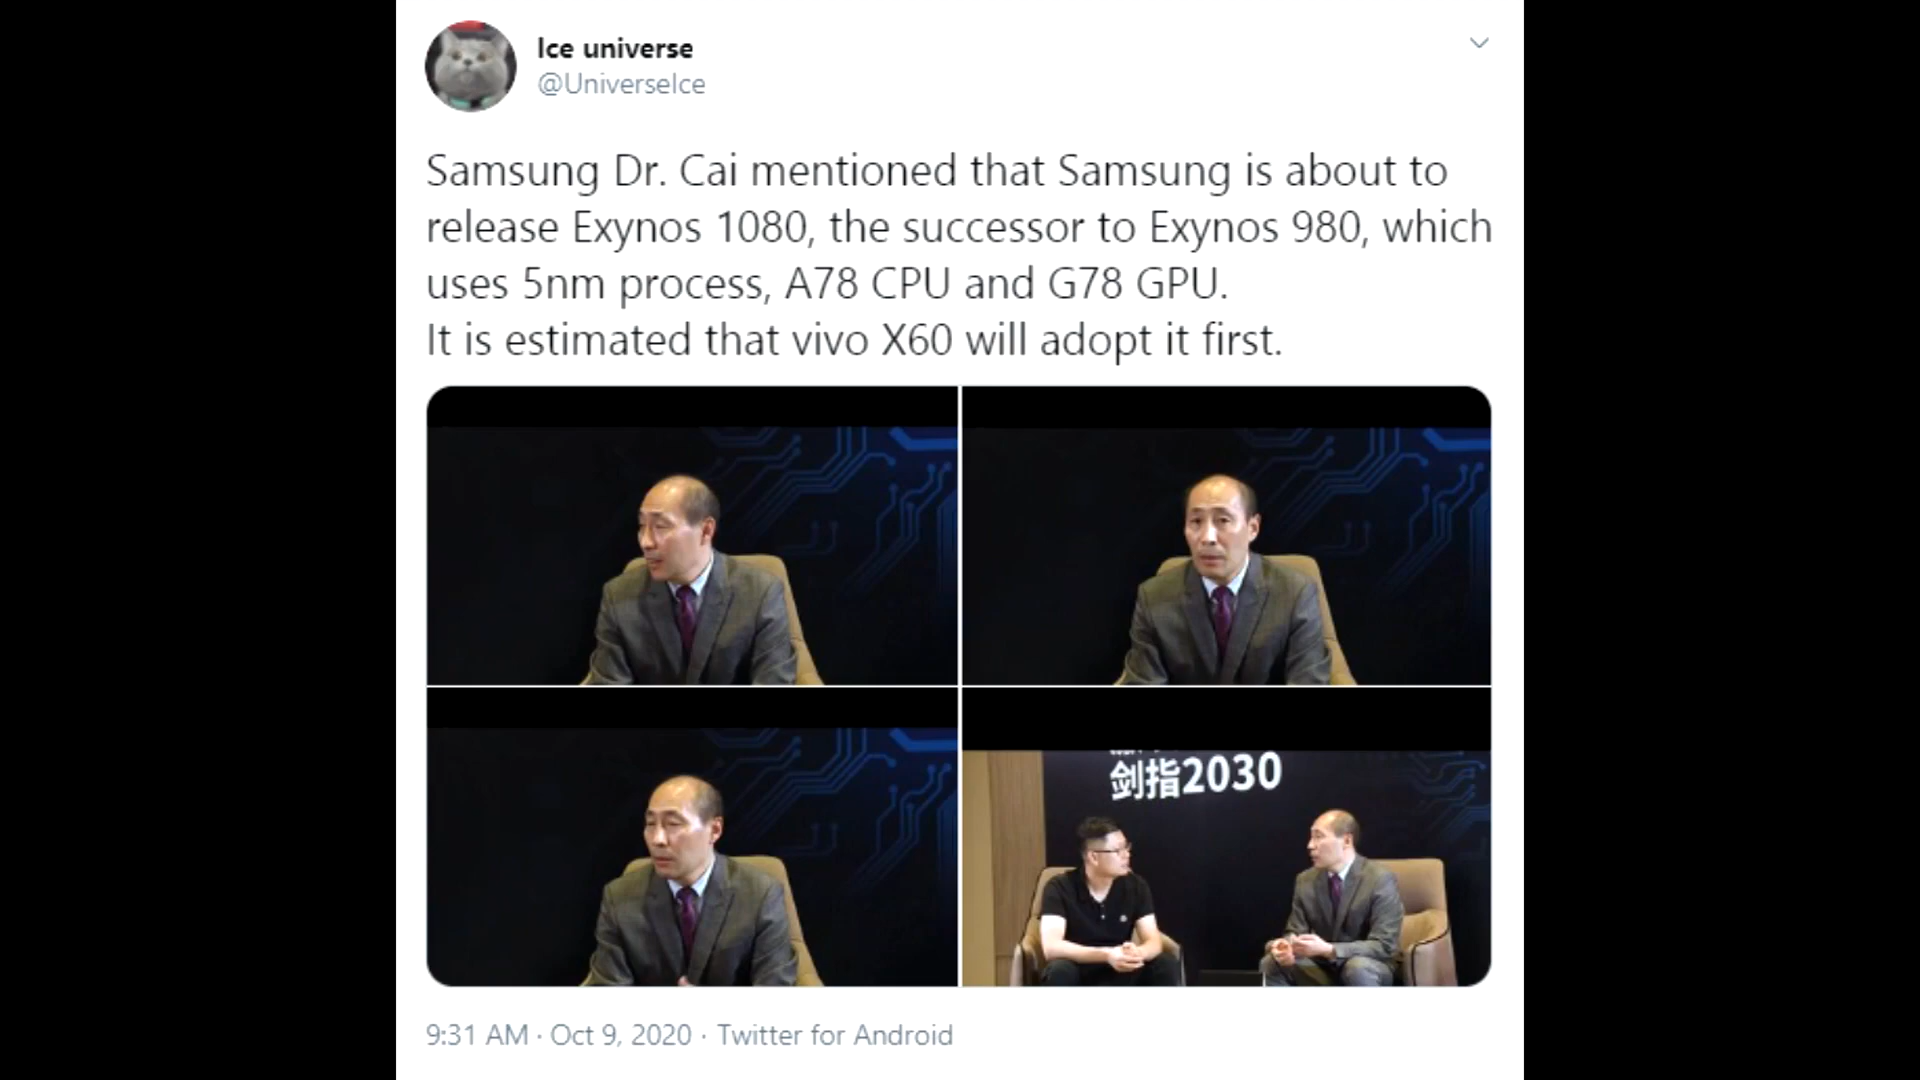 Ice universe
@UniverseIce
Samsung Dr. Cai mentioned that Samsung is about to
release Exynos 1080, the successor to Exynos 980, which
uses 5nm process, A78 CPU and G78 GPU.
It is estimated that vivo X60 will adopt it first.
剑指2030
9:31 AM · Oct 9, 2020 · Twitter for Android